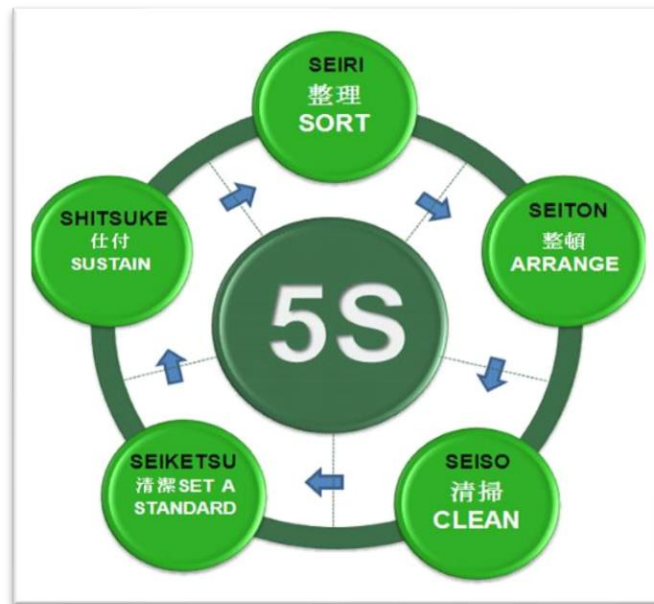 SEIRI
整理
SORT
SEITON
整頓
ARRANGE
SEISO
清掃
CLEAN
SEIKETSU
清潔SET A
STANDARD
SHITSUKE
仕付
SUSTAIN
5S